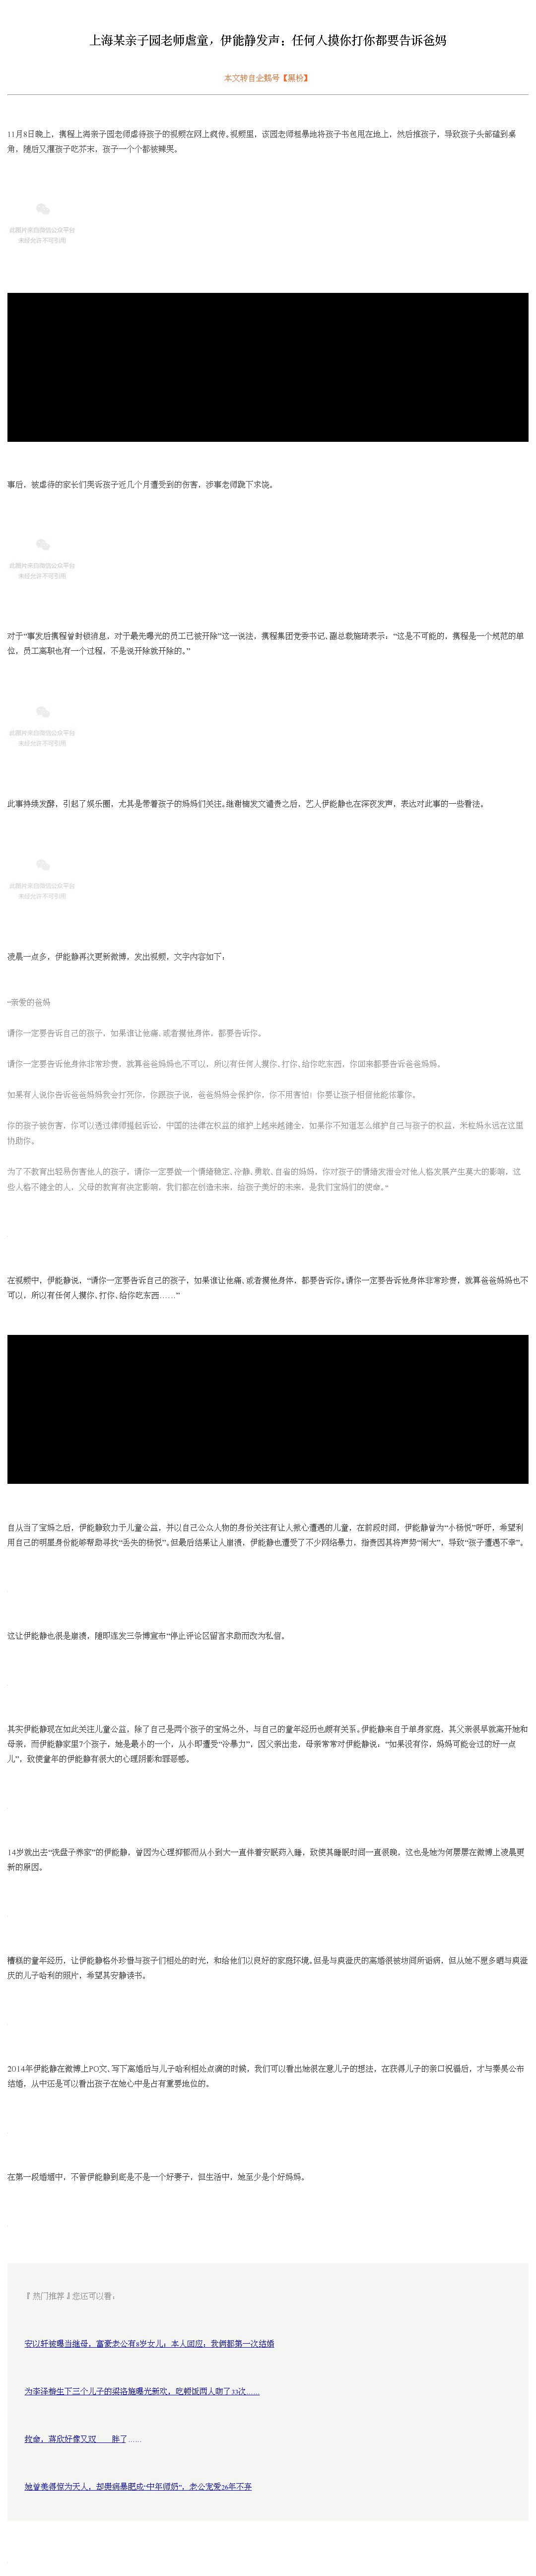 上海某亲子园老师虐童，伊能静发声：任何人摸你打你都要告诉爸妈
本文转自企鹅号【黑粉】
11月8日晚上，携程上海亲子园老师虐待孩子的视频在网上疯传。视频里，该园老师粗暴地将孩子书包甩在地上，然后推孩子，导致孩子头部碰到桌
角，随后又灌孩子吃芥末，孩子一个个都被辣哭。
此图片来自微信公众平台
未经允许不可引用
事后，被虐待的家长们哭诉孩子近几个月遭受到的伤害，涉事老师跪下求饶。
此图片来自微信公众平台
未经允许不可引用
对于“事发后携程曾封锁消息，对于最先曝光的员工已被开除”这一说法，携程集团党委书记、副总裁施琦表示：“这是不可能的，携程是一个规范的单
位，员工离职也有一个过程，不是说开除就开除的。”
此图片来自微信公众平台
未经允许不可引用
此事持续发酵，引起了娱乐圈，尤其是带着孩子的妈妈们关注。继谢楠发文谴责之后，艺人伊能静也在深夜发声，表达对此事的一些看法。
此图片来自微信公众平台
未经允许不可引用
凌晨一点多，伊能静再次更新微博，发出视频，文字内容如下：
“亲爱的爸妈
请你一定要告诉自己的孩子，如果谁让他痛、或者摸他身体，都要告诉你。
请你一定要告诉他身体非常珍贵，就算爸爸妈妈也不可以，所以有任何人摸你、打你、给你吃东西，你回来都要告诉爸爸妈妈。
如果有人说你告诉爸爸妈妈我会打死你，你跟孩子说，爸爸妈妈会保护你，你不用害怕！你要让孩子相信他能依靠你。
你的孩子被伤害，你可以透过律师提起诉讼，中国的法律在权益的维护上越来越健全，如果你不知道怎么维护自己与孩子的权益，米粒妈永远在这里
协助你。
为了不教育出轻易伤害他人的孩子，请你一定要做一个情绪稳定、冷静、勇敢、自省的妈妈，你对孩子的情绪发泄会对他人格发展产生莫大的影响，这
些人格不健全的人，父母的教育有决定影响，我们都在创造未来，给孩子美好的未来，是我们宝妈们的使命。”
在视频中，伊能静说，“请你一定要告诉自己的孩子，如果谁让他痛、或者摸他身体，都要告诉你。请你一定要告诉他身体非常珍贵，就算爸爸妈妈也不
可以，所以有任何人摸你、打你、给你吃东西……”
自从当了宝妈之后，伊能静致力于儿童公益，并以自己公众人物的身份关注有让人揪心遭遇的儿童，在前段时间，伊能静曾为“小杨悦”呼吁，希望利
用自己的明星身份能够帮助寻找“丢失的杨悦”。但最后结果让人崩溃，伊能静也遭受了不少网络暴力，指责因其将声势“闹大”，导致“孩子遭遇不幸”。
这让伊能静也很是崩溃，随即连发三条博宣布“停止评论区留言求助而改为私信。
其实伊能静现在如此关注儿童公益，除了自己是两个孩子的宝妈之外，与自己的童年经历也颇有关系。伊能静来自于单身家庭，其父亲很早就离开她和
母亲，而伊能静家里7个孩子，她是最小的一个，从小即遭受“冷暴力”，因父亲出走，母亲常常对伊能静说：“如果没有你，妈妈可能会过的好一点
儿”，致使童年的伊能静有很大的心理阴影和罪恶感。
14岁就出去“洗盘子养家”的伊能静，曾因为心理抑郁而从小到大一直伴着安眠药入睡，致使其睡眠时间一直很晚，这也是她为何屡屡在微博上凌晨更
新的原因。
糟糕的童年经历，让伊能静格外珍惜与孩子们相处的时光，和给他们以良好的家庭环境。但是与庾澄庆的离婚很被坊间所诟病，但从她不愿多晒与庾澄
庆的儿子哈利的照片，希望其安静读书。
2014年伊能静在微博上PO文、写下离婚后与儿子哈利相处点滴的时候，我们可以看出她很在意儿子的想法，在获得儿子的亲口祝福后，才与秦昊公布
结婚，从中还是可以看出孩子在她心中是占有重要地位的。
在第一段婚姻中，不管伊能静到底是不是一个好妻子，但生活中，她至少是个好妈妈。
『 热门推荐 』您还可以看：
安以轩被曝当继母，富豪老公有8岁女儿；本人回应：我俩都第一次结婚
为李泽楷生下三个儿子的梁洛施曝光新欢，吃顿饭两人吻了33次……
救命，蒋欣好像又双 胖了……
她曾美得惊为天人，却患病暴肥成“中年师奶”，老公宠爱26年不弃